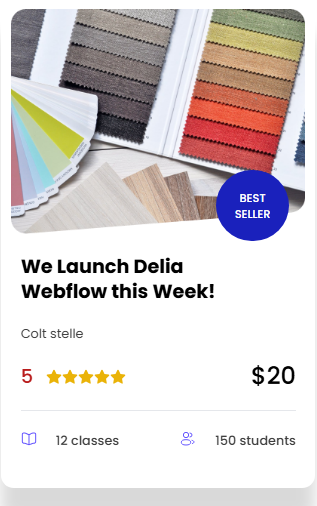 BEST
SELLER
We Launch Delia
Webflow this Week!
Colt stelle
5
$20
12 classes
150 students